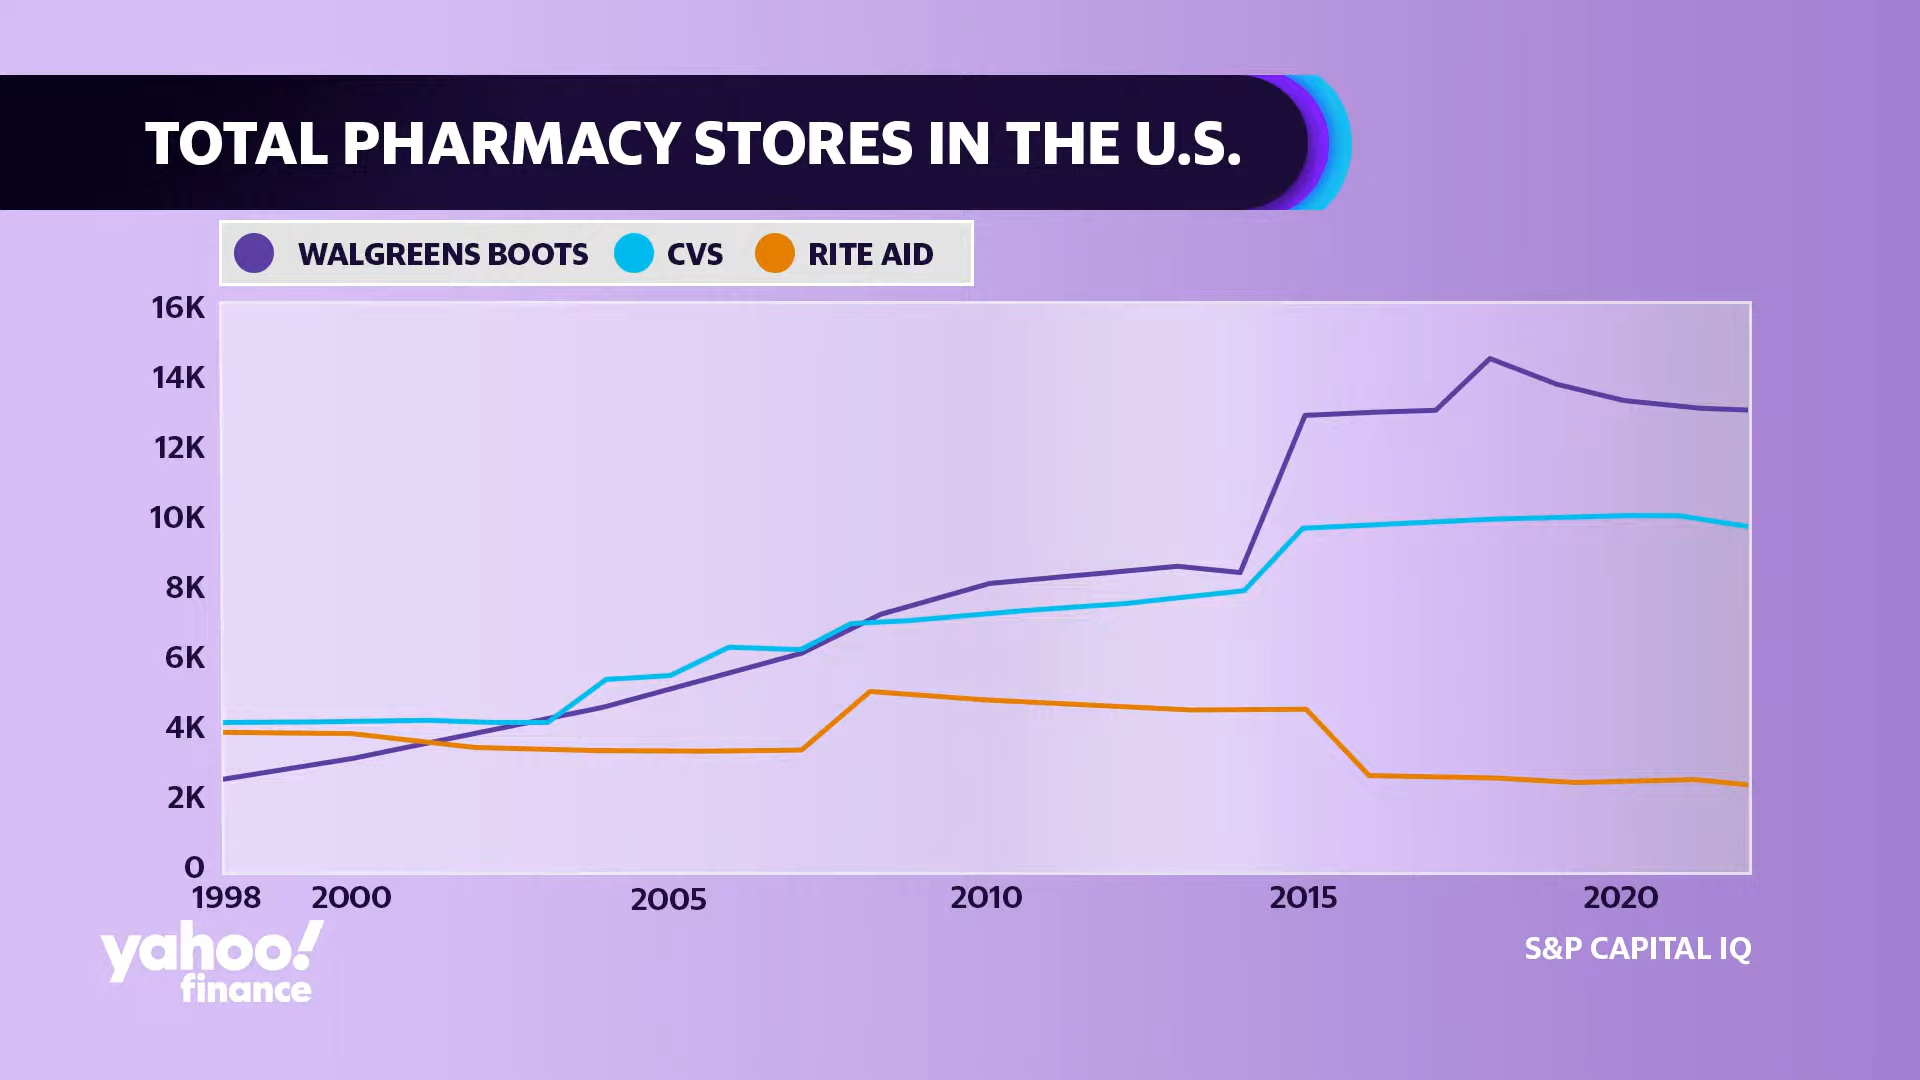 TOTAL PHARMACY STORES IN THE U.S.
WALGREENS BOOTS CVS RITE AID
16K
14K
12K
10K
8K
6K
4K
2K
0
1998 2000 2005 2010 2015 2020
yahoo!
finance
S&P CAPITAL IQ